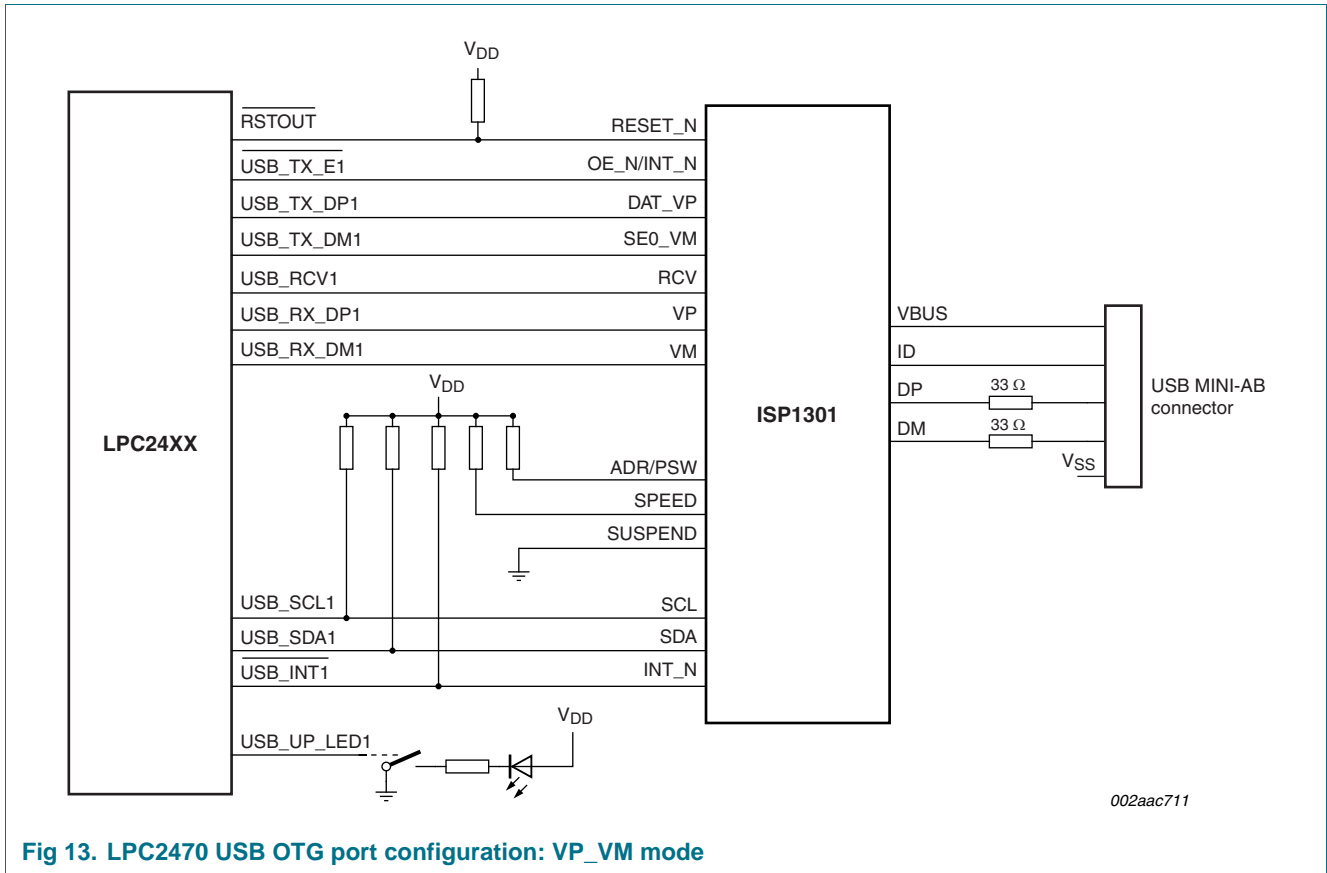 VDD
RSTOUT
RESET_N
USB_TX_E1
OE_N/INT_N
USB_TX_DP1
DAT_VP
USB_TX_DM1
SE0_VM
USB_RCV1
RCV
USB_RX_DP1
VP
USB_RX_DM1
VM
VBUS
ID
DP
33 Ω
DM
33 Ω
VSS
USB MINI-AB
connector
VDD
LPC24XX
ISP1301
ADR/PSW
SPEED
SUSPEND
USB_SCL1
SCL
USB_SDA1
SDA
USB_INT1
INT_N
VDD
USB_UP_LED1
002aac711
Fig 13. LPC2470 USB OTG port configuration: VP_VM mode